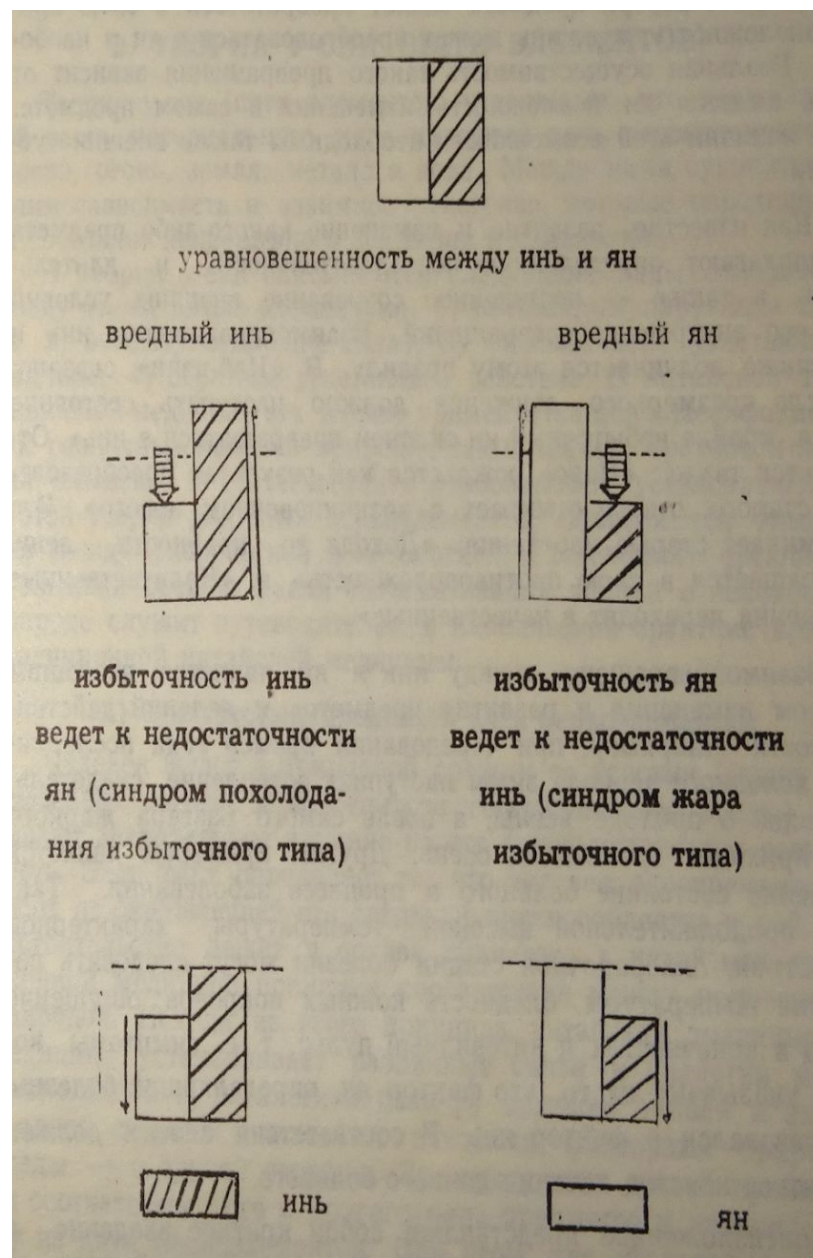 уравновешенность между инь и ян
вредный инь
вредный ян
избыточность инь
ведет к недостаточности
ян (синдром похолода-
ния избыточного типа)
избыточность ян
ведет к недостаточности
инь (синдром жара
избыточного типа)
инь
ян